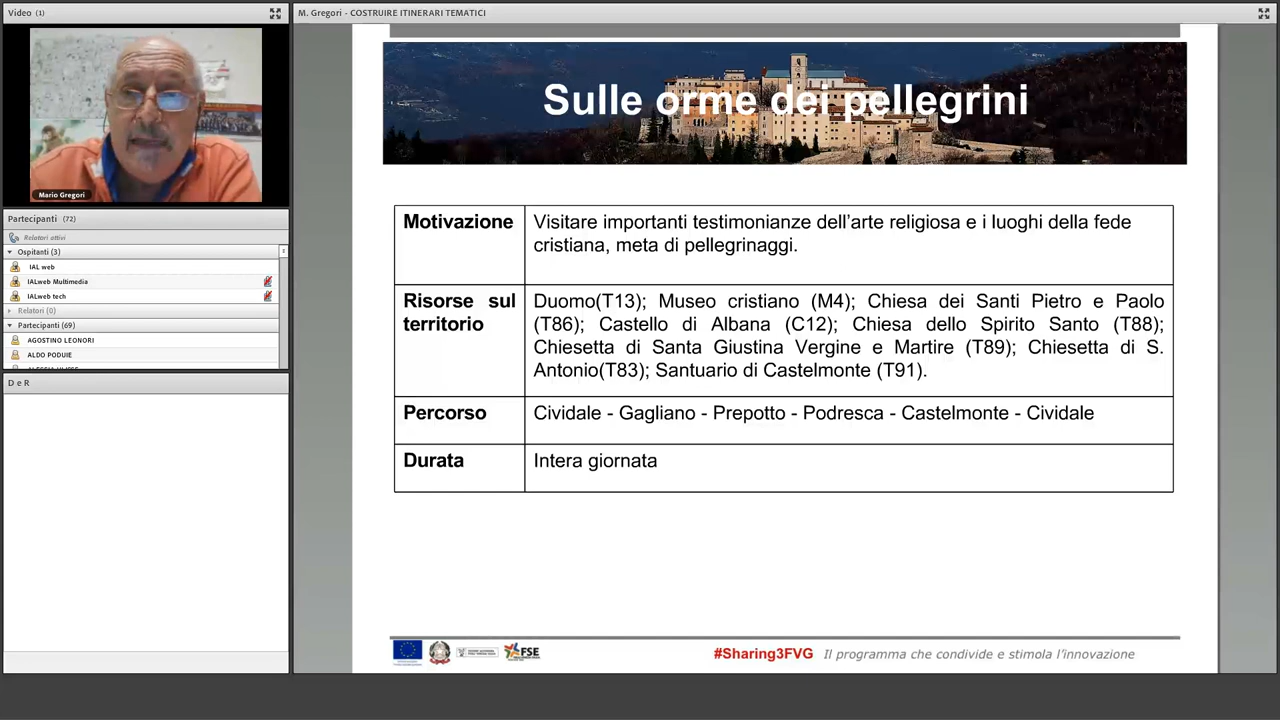 Video (1)
Mario Gregori
Partecipanti (72)
Relatori attivi
Ospitanti (3)
IAL web
IALweb Multimedia
IALweb tech
Relatori (0)
Partecipanti (69)
AGOSTINO LEONORI
ALDO PODUIE
D e R
M. Gregori - COSTRUIRE ITINERARI TEMATICI
Sulle orme dei pellegrini
Motivazione
Visitare importanti testimonianze dell’arte religiosa e i luoghi della fede
cristiana, meta di pellegrinaggi.
Risorse sul
territorio
Duomo(T13); Museo cristiano (M4); Chiesa dei Santi Pietro e Paolo
(T86); Castello di Albana (C12); Chiesa dello Spirito Santo (T88);
Chiesetta di Santa Giustina Vergine e Martire (T89); Chiesetta di S.
Antonio(T83); Santuario di Castelmonte (T91).
Percorso
Cividale - Gagliano - Prepotto - Podresca - Castelmonte - Cividale
Durata
Intera giornata
FSE
#Sharing3FVG Il programma che condivide e stimola l’innovazione